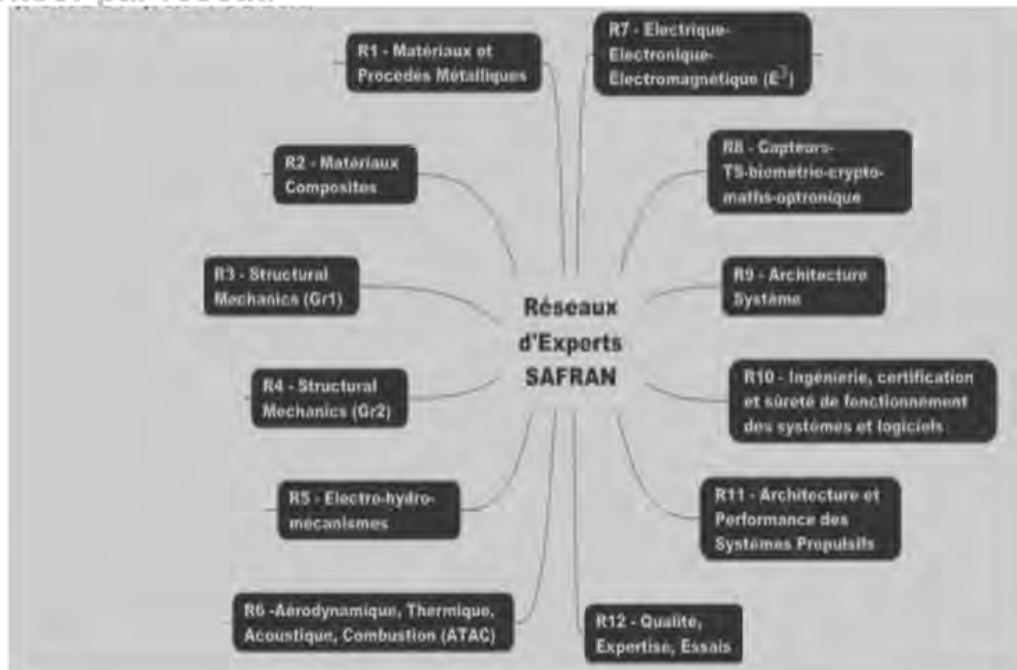 R1 - Matériaux et
Procédés Métalliques
R2 - Matériaux
Composites
R3 - Structural
Mechanics (Gr1)
R4 - Structural
Mechanics (Gr2)
R5 - Electro-hydro-
mécanismes
R6 -Aérodynamique, Thermique,
Acoustique, Combustion (ATAC)
Réseaux
d'Experts
SAFRAN
R7 - Electrique-
Electronique-
Electromagnétique (E³)
R8 - Capteurs-
TS-biométrie-crypto-
maths-optronique
R9 - Architecture
Système
R10 - Ingénierie, certification
et sûreté de fonctionnement
des systèmes et logiciels
R11 - Architecture et
Performance des
Systèmes Propulsifs
R12 - Qualité,
Expertise, Essais